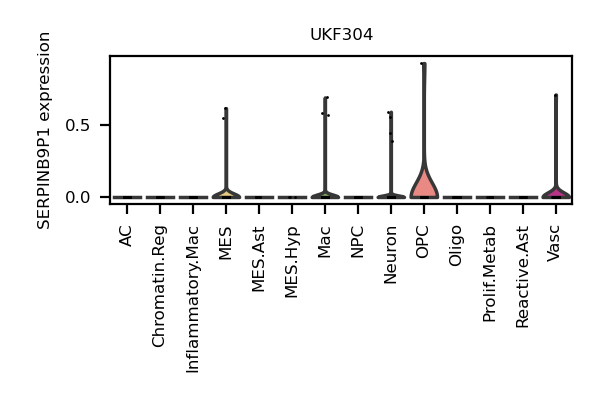 UKF304
SERPINB9P1 expression
0.5
0.0
AC
Chromatin.Reg
Inflammatory.Mac
MES
MES.Ast
MES.Hyp
Mac
NPC
Neuron
OPC
Oligo
Prolif.Metab
Reactive.Ast
Vasc